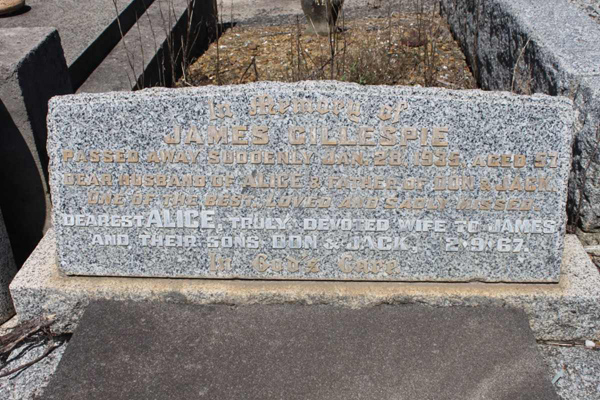 In Memory of
JAMES GILLESPIE
PASSED AWAY SUDDENLY JAN. 28. 1935, AGED 57.
DEAR HUSBAND OF ALICE & FATHER OF DON & JACK.
ONE OF THE BEST, LOVED AND SADLY MISSED.
DEAREST ALICE, TRULY DEVOTED WIFE TO JAMES
AND THEIR SONS DON & JACK. 2.9.67.
In God's Care